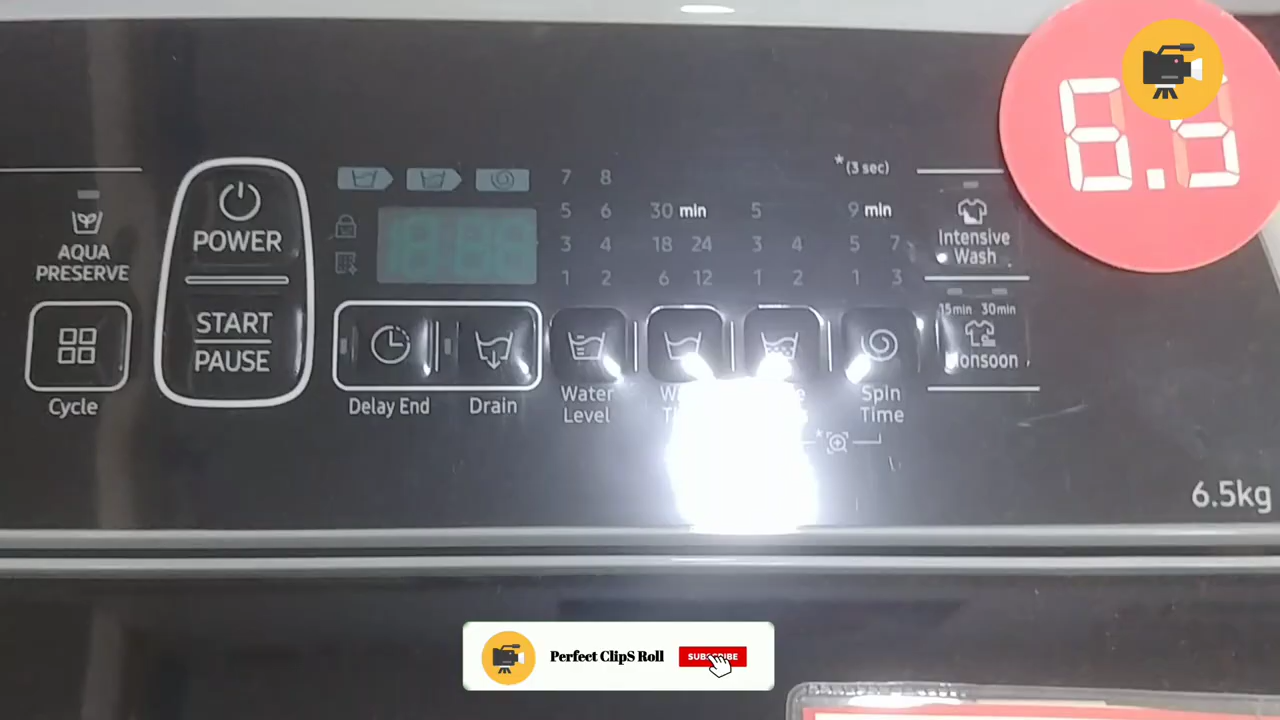 6.5
*(3 sec)
7 8
5 6 30 min 5 9 min
3 4 18 24 3 4 5 7
1 2 6 12 1 2 1 3
AQUA
PRESERVE
POWER
START
PAUSE
Intensive
Wash
15min 30min
Monsoon
Cycle
Delay End
Drain
Water
Level
Spin
Time
6.5kg
Perfect ClipS Roll
SUBSCRIBE